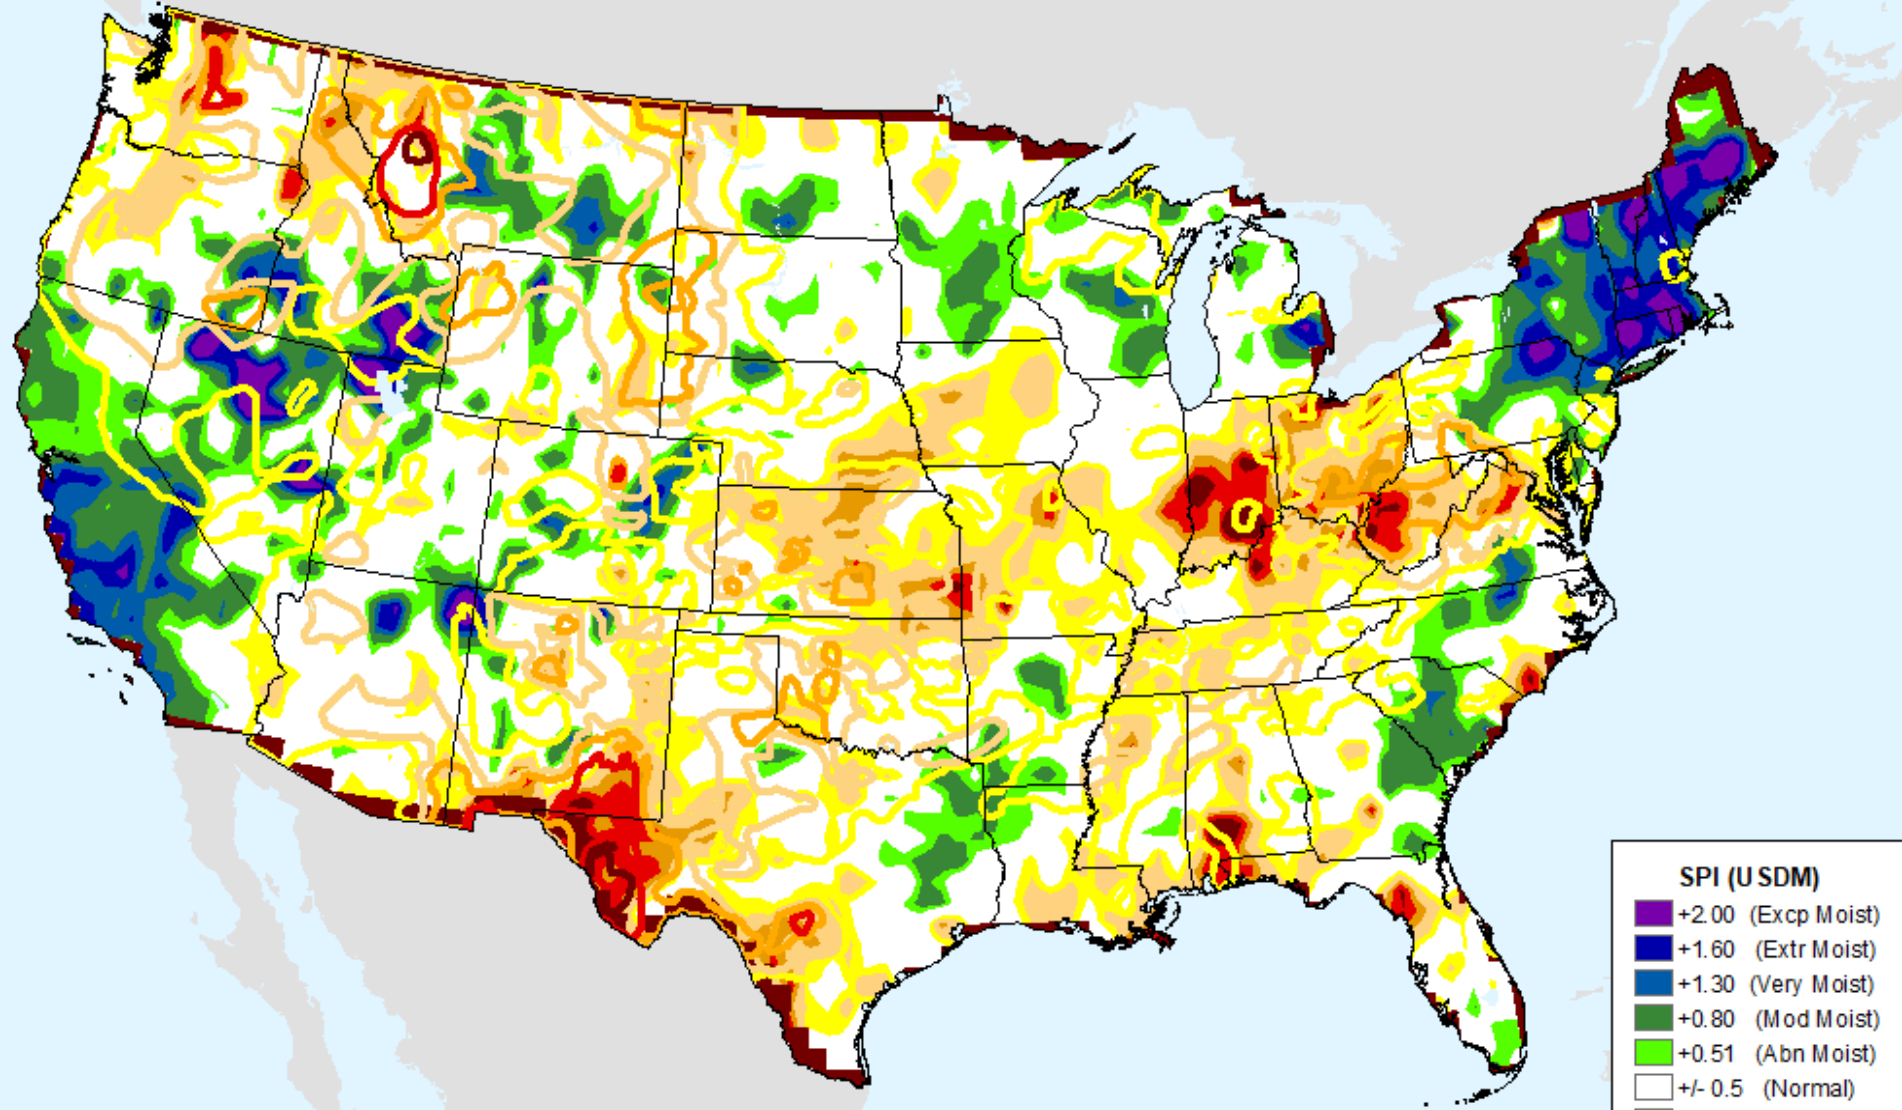 SPI (USDM)
+2.00 (Excp Moist)
+1.60 (Extr Moist)
+1.30 (Very Moist)
+0.80 (Mod Moist)
+0.51 (Abn Moist)
+/- 0.5 (Normal)